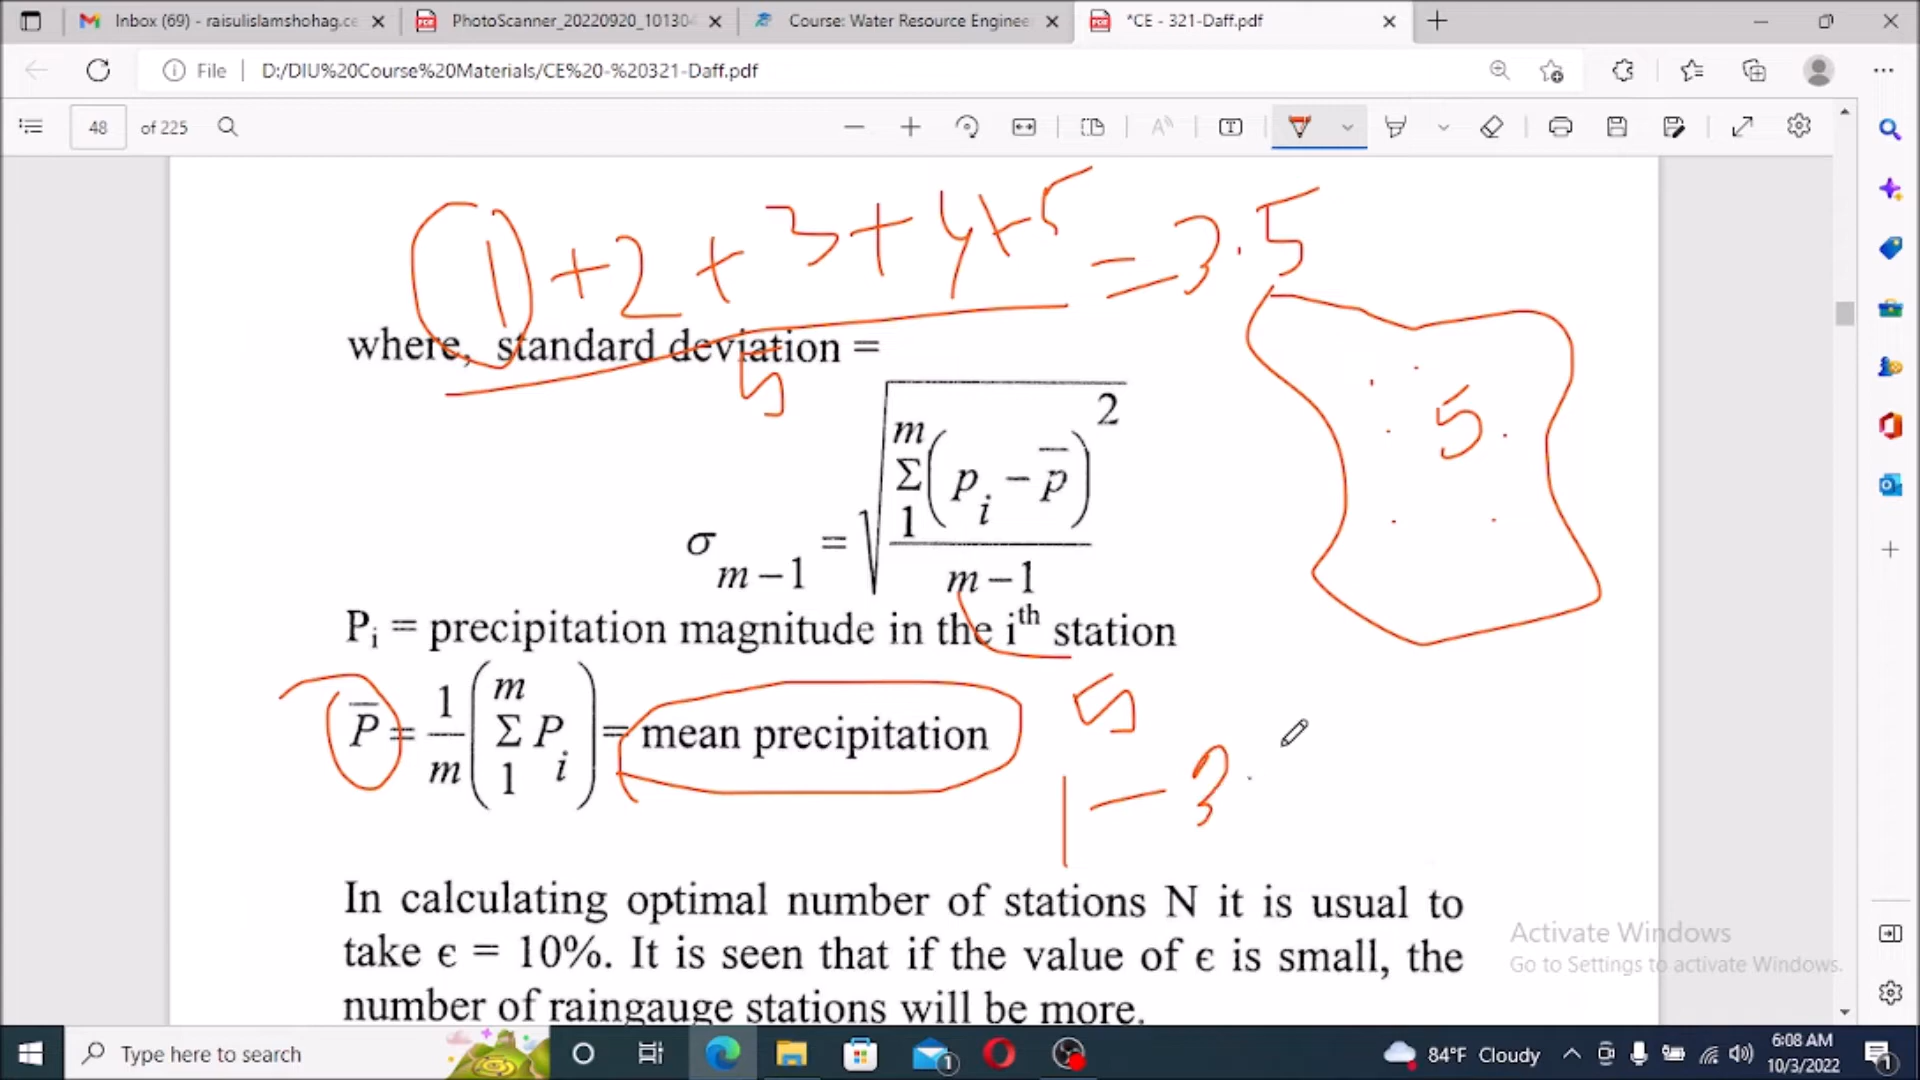 Inbox (69) - raisulislamshohag.ce
PhotoScanner_20220920_10130
Course: Water Resource Enginee
*CE - 321-Daff.pdf
File
D:/DIU%20Course%20Materials/CE%20-%20321-Daff.pdf
48 of 225
1 + 2 + 3 + 4 + 5 = 3.5
5
where, standard deviation =
σ m−1 = √ m Σ 1 ( p i − p̅ ) 2 / m−1
5
Pi = precipitation magnitude in the ith station
P̅ = 1/m ( m Σ 1 P i ) = mean precipitation
5
1 - 3.
In calculating optimal number of stations N it is usual to
take ϵ = 10%. It is seen that if the value of ϵ is small, the
number of raingauge stations will be more.
Activate Windows
Go to Settings to activate Windows.
Type here to search
1
84°F Cloudy
6:08 AM
10/3/2022
1